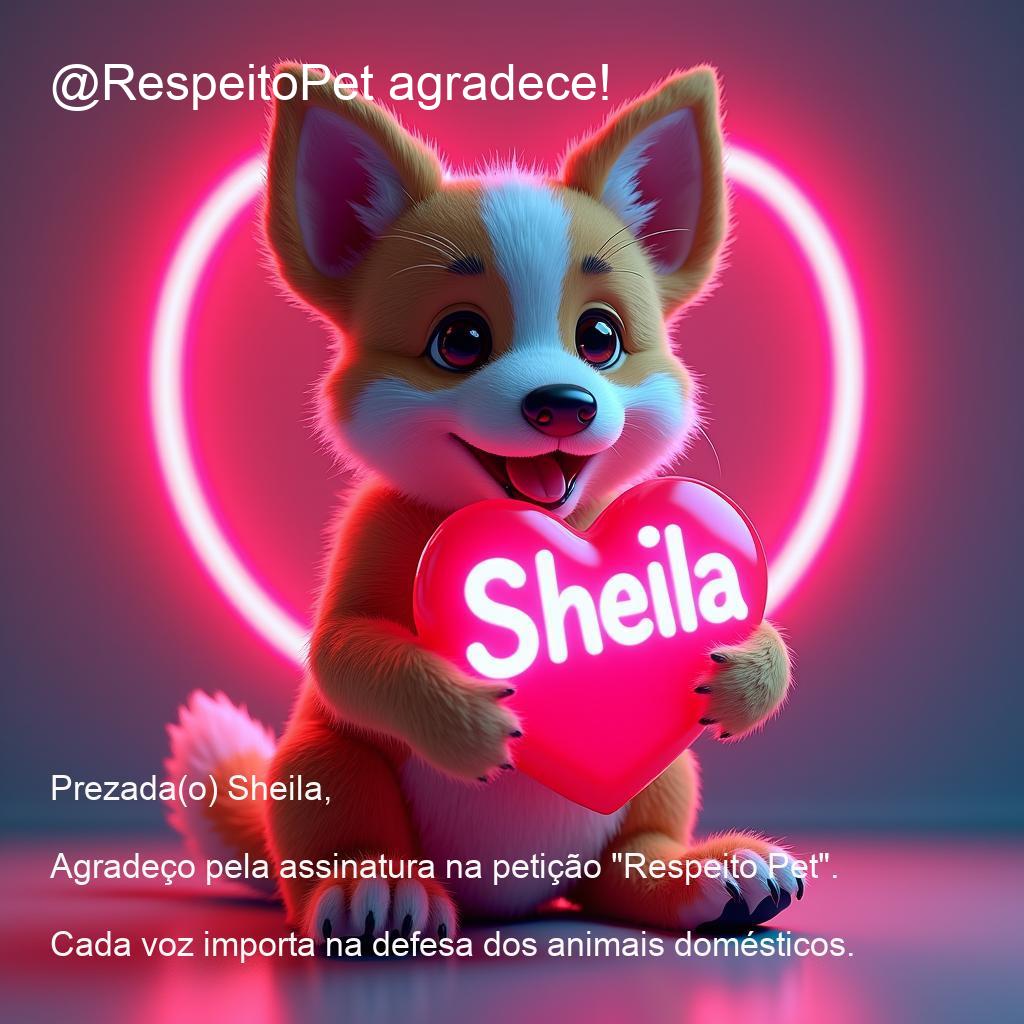 @RespeitoPet agradece!
Sheila
Prezada(o) Sheila,
Agradeço pela assinatura na petição "Respeito Pet".
Cada voz importa na defesa dos animais domésticos.